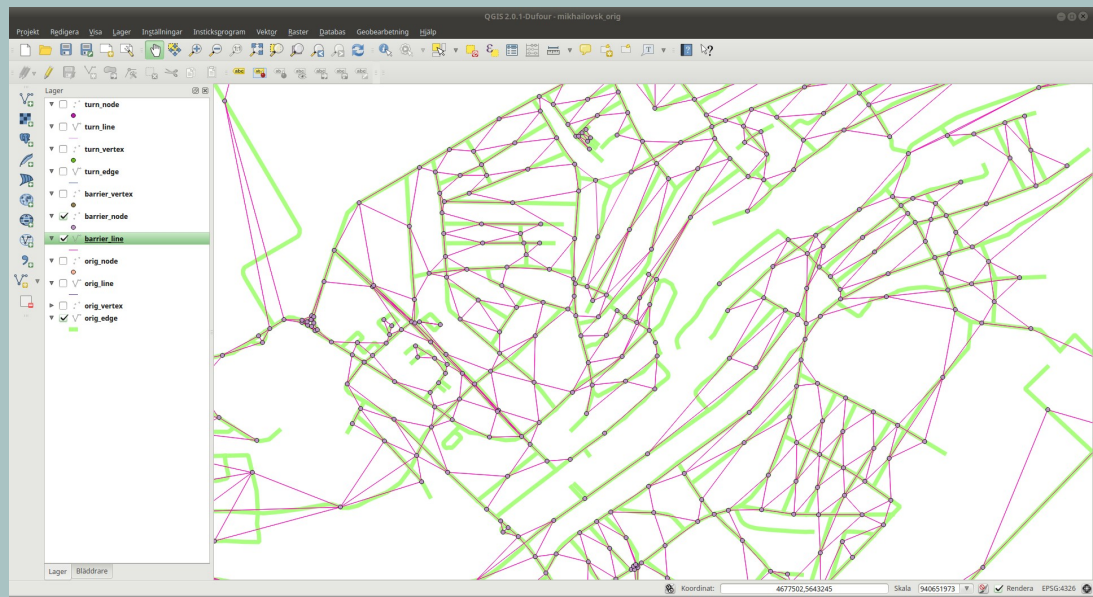 QGIS 2.0.1-Dufour - mikhailovsk_orig
Projekt Redigera Visa Lager Inställningar Insticksprogram Vektor Raster Databas Geobearbetning Hjälp
Lager
turn_node
turn_line
turn_vertex
turn_edge
barrier_vertex
barrier_node
barrier_line
orig_node
orig_line
orig_vertex
orig_edge
Lager Bläddrare
Koordinat: 4677502,5643245 Skala 940651973 Rendera EPSG:4326